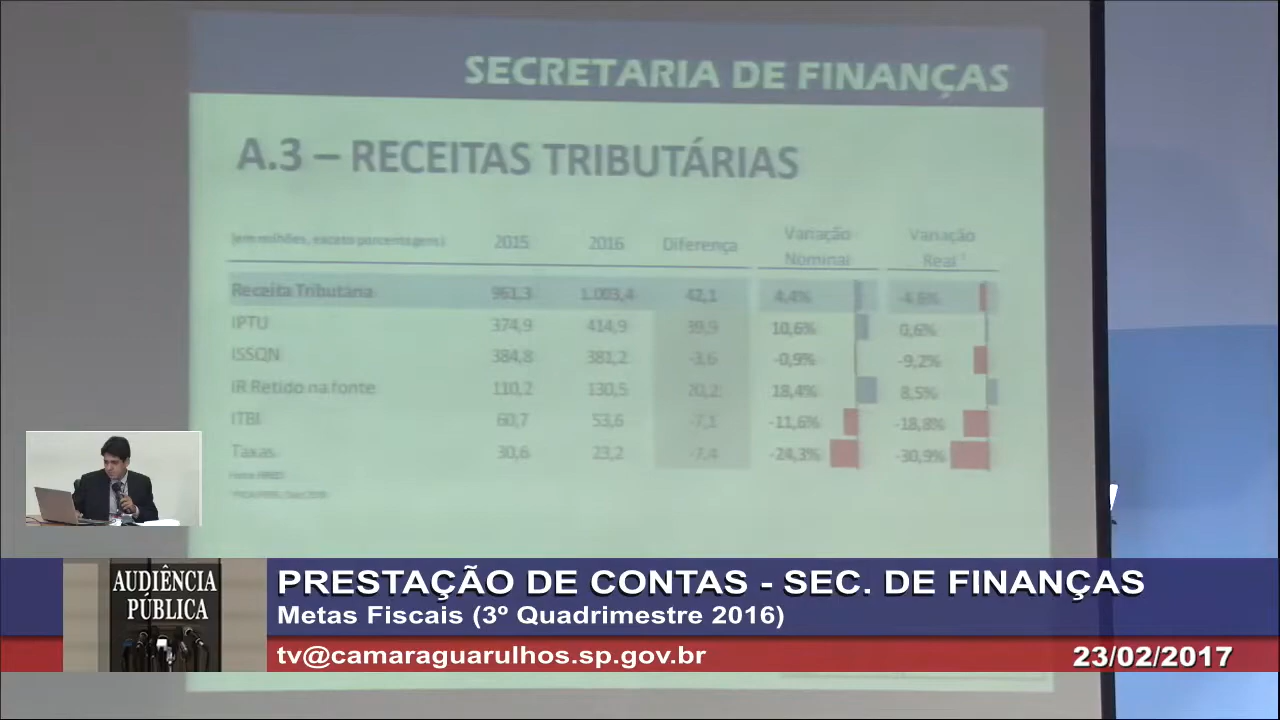 SECRETARIA DE FINANÇAS
A.3 – RECEITAS TRIBUTÁRIAS
(em milhões, exceto porcentagens) 2015 2016 Diferença Variação Nominal Variação Real ¹
Receita Tributária 961,3 1.003,4 42,1 4,4% -4,6%
IPTU 374,9 414,9 39,9 10,6% 0,6%
ISSQN 384,8 381,2 -3,6 -0,9% -9,2%
IR Retido na fonte 110,2 130,5 20,2 18,4% 8,5%
ITBI 60,7 53,6 -7,1 -11,6% -18,8%
Taxas 30,6 23,2 -7,4 -24,3% -30,9%
AUDIÊNCIA
PÚBLICA
PRESTAÇÃO DE CONTAS - SEC. DE FINANÇAS
Metas Fiscais (3º Quadrimestre 2016)
tv@camaraguarulhos.sp.gov.br 23/02/2017